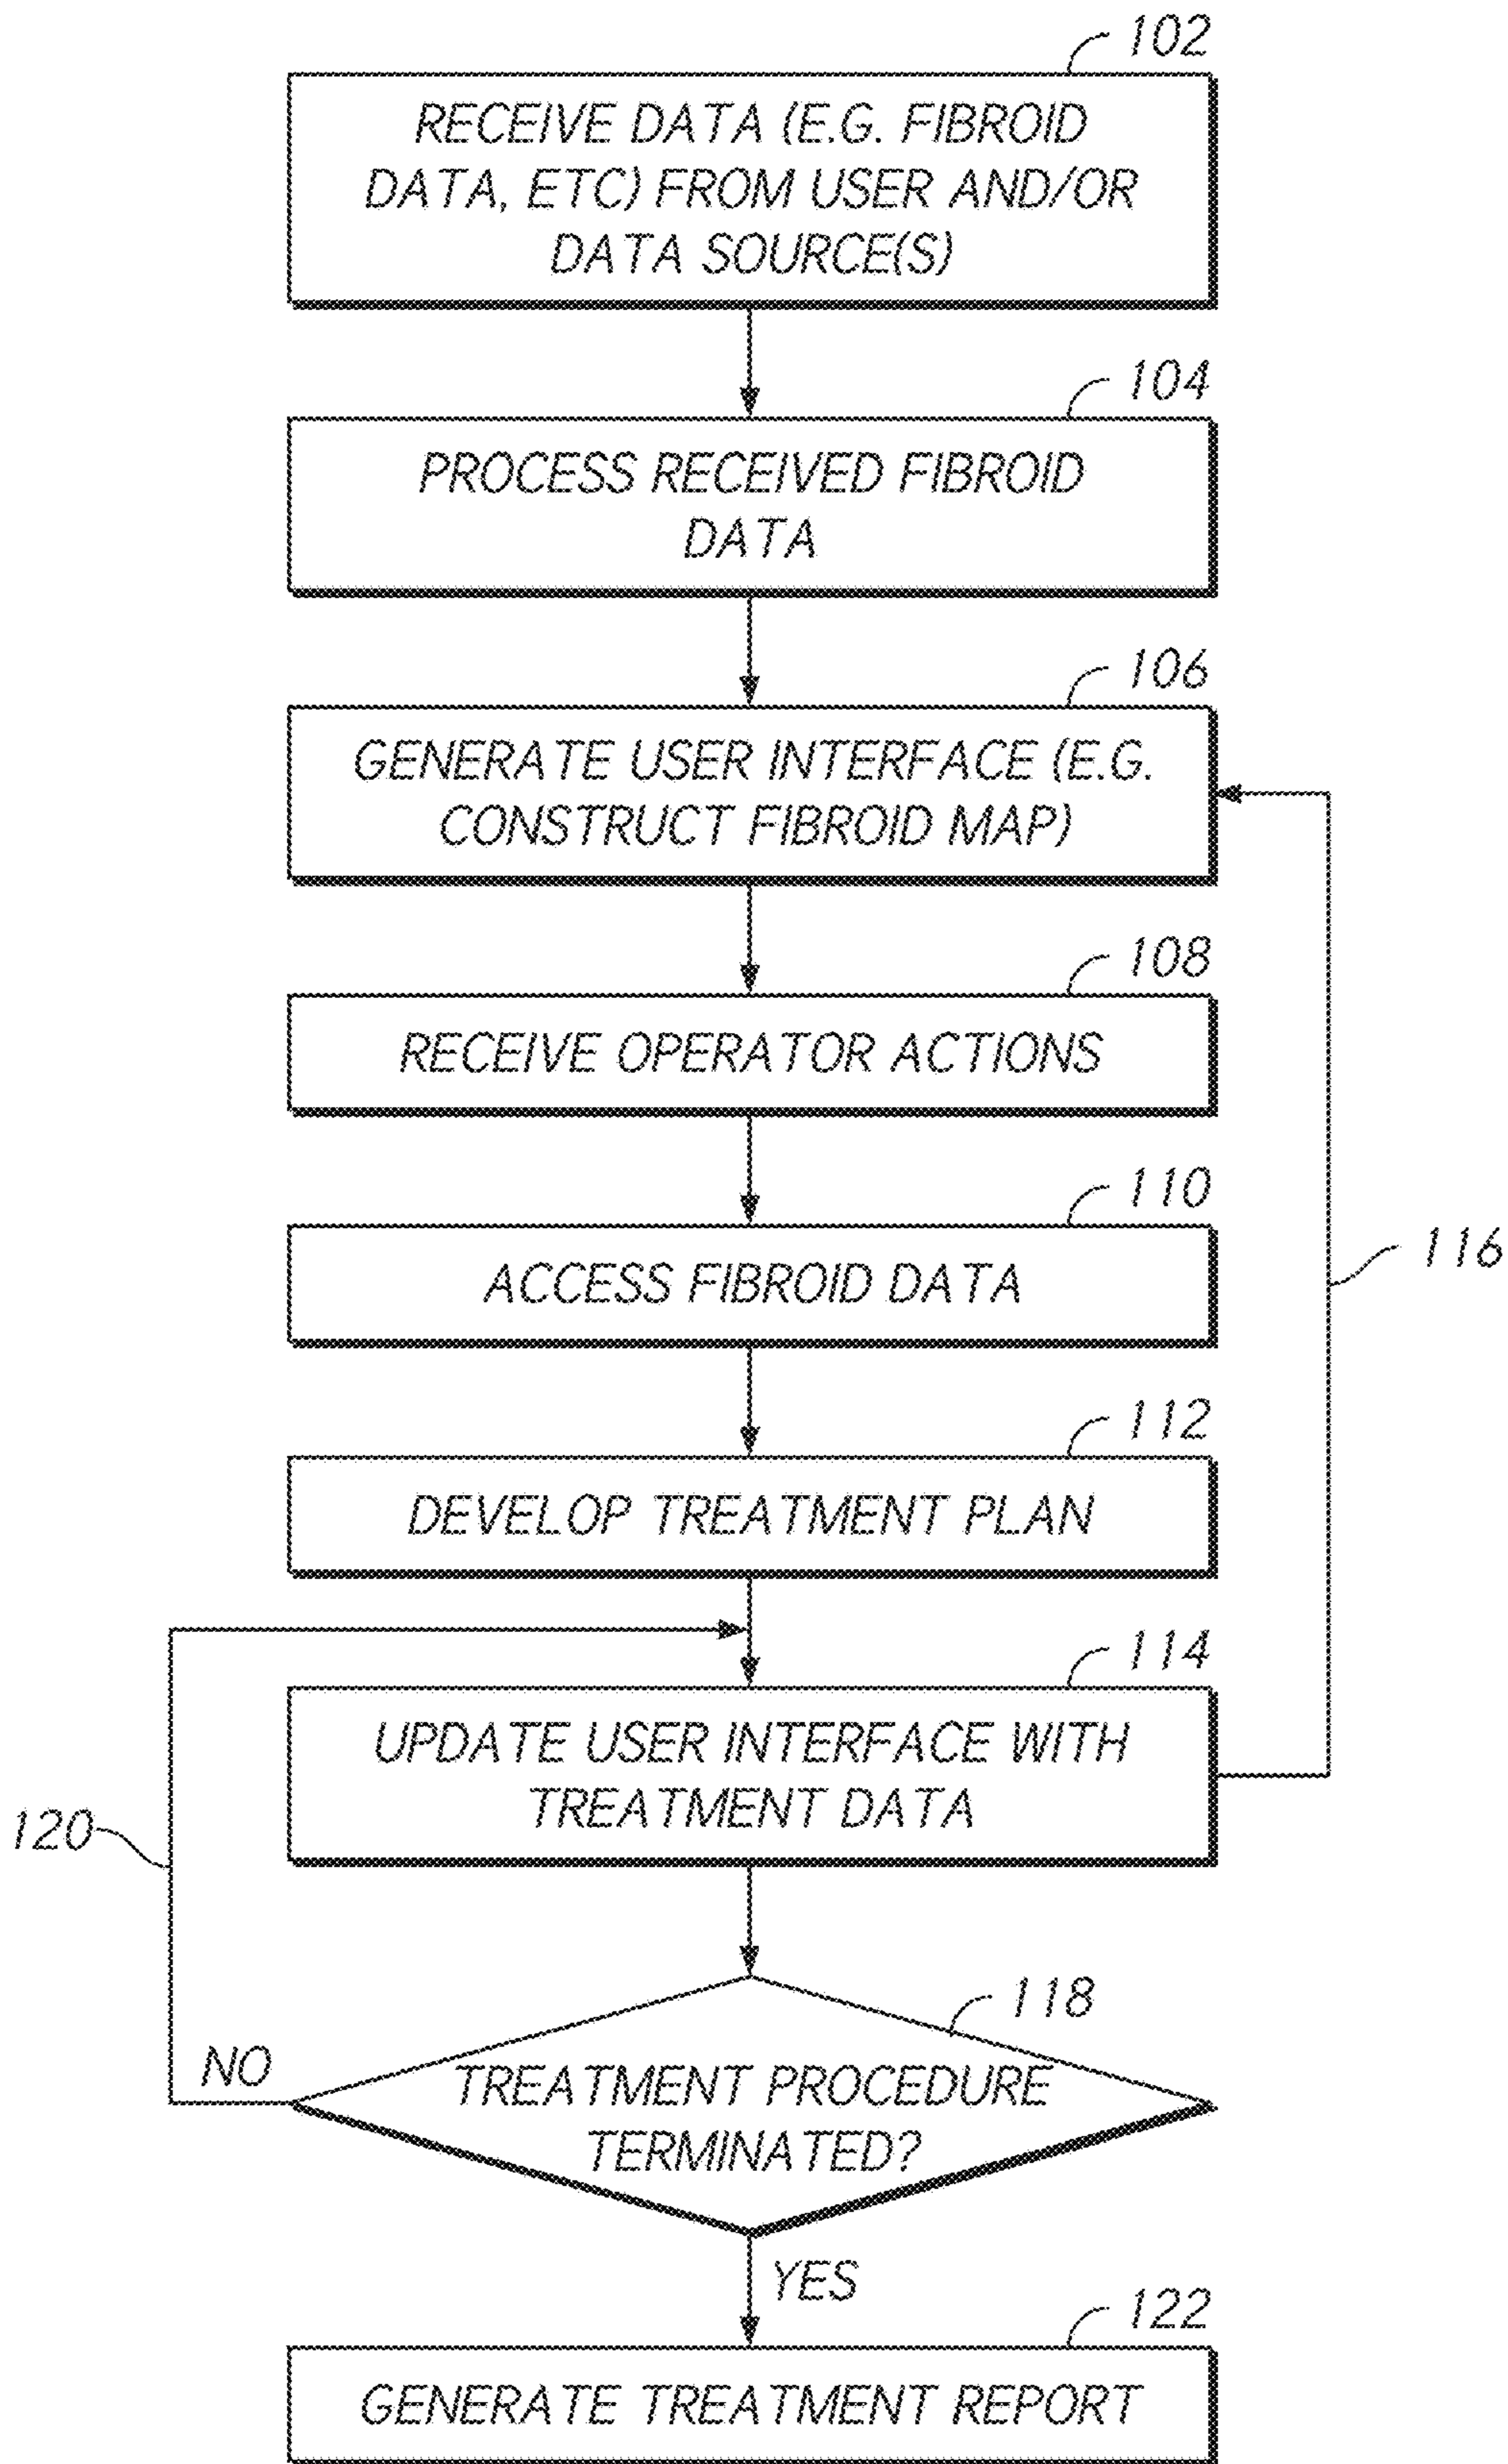 102
RECEIVE DATA (E.G. FIBROID
DATA, ETC) FROM USER AND/OR
DATA SOURCE(S)
104
PROCESS RECEIVED FIBROID
DATA
106
GENERATE USER INTERFACE (E.G.
CONSTRUCT FIBROID MAP)
108
RECEIVE OPERATOR ACTIONS
110
ACCESS FIBROID DATA
116
112
DEVELOP TREATMENT PLAN
114
UPDATE USER INTERFACE WITH
TREATMENT DATA
120
118
NO
TREATMENT PROCEDURE
TERMINATED?
YES
122
GENERATE TREATMENT REPORT